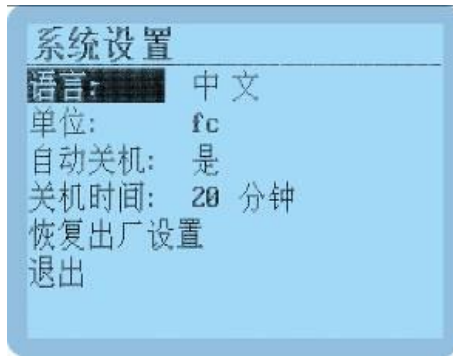 系统设置
语言: 中文
单位: fc
自动关机: 是
关机时间: 20 分钟
恢复出厂设置
退出